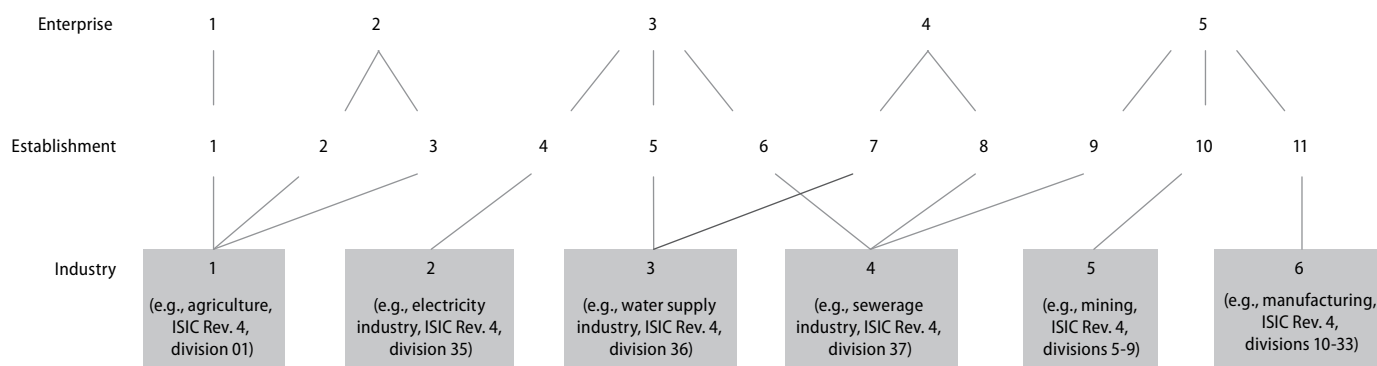 Enterprise 1 2 3 4 5
Establishment 1 2 3 4 5 6 7 8 9 10 11
Industry 1 2 3 4 5 6
(e.g., agriculture,
ISIC Rev. 4,
division 01)
(e.g., electricity
industry, ISIC Rev. 4,
division 35)
(e.g., water supply
industry, ISIC Rev. 4,
division 36)
(e.g., sewerage
industry, ISIC Rev. 4,
division 37)
(e.g., mining,
ISIC Rev. 4,
divisions 5-9)
(e.g., manufacturing,
ISIC Rev. 4,
divisions 10-33)